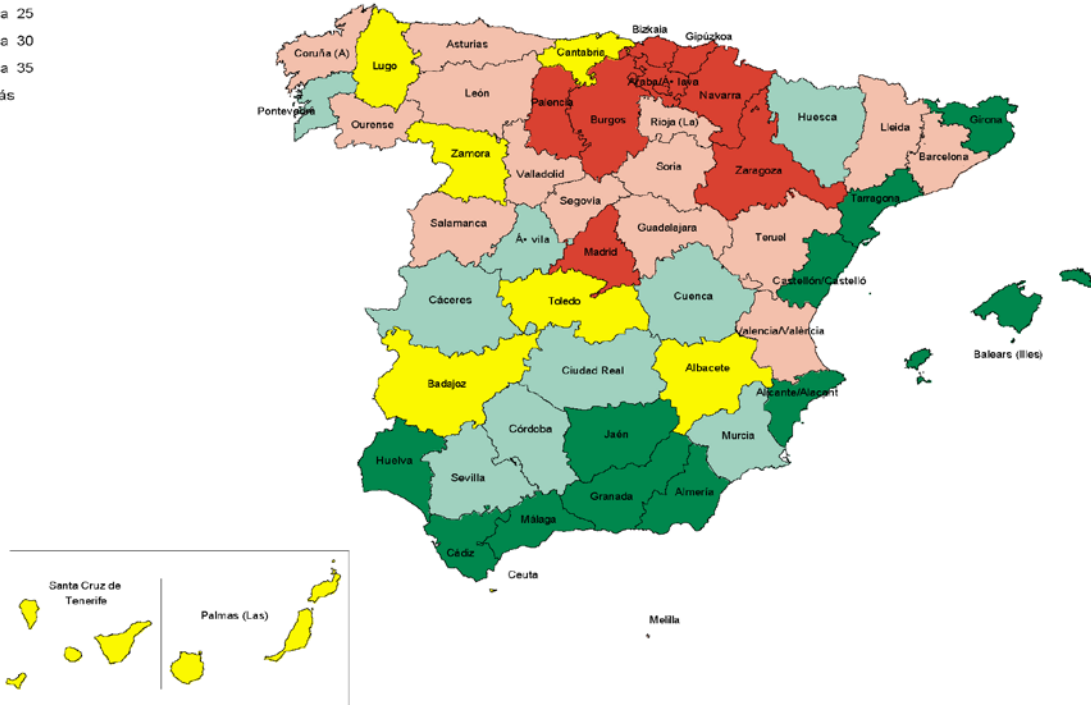 a 25
a 30
a 35
ás
Bizkaia
Gipúzkoa
Coruña (A)
Asturias
Cantabria
Lugo
Araba/Á• lava
León
Palencia
Navarra
Pontevedra
Burgos
Rioja (La)
Huesca
Girona
Ourense
Lleida
Zamora
Barcelona
Valladolid
Soria
Zaragoza
Segovia
Tarragona
Salamanca
Guadalajara
Á• vila
Teruel
Madrid
Castellón/Castelló
Cáceres
Toledo
Cuenca
Valencia/València
Balears (Illes)
Ciudad Real
Albacete
Badajoz
Alicante/Alacant
Córdoba
Jaén
Murcia
Huelva
Sevilla
Granada
Almería
Málaga
Cádiz
Ceuta
Melilla
Santa Cruz de
Tenerife
Palmas (Las)